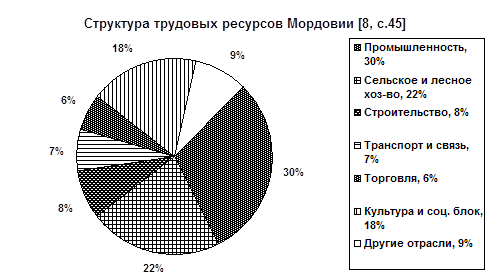 Структура трудовых ресурсов Мордовии [8, с.45]
18%
9%
6%
7%
30%
8%
22%
Промышленность,
30%
Сельское и лесное
хоз-во, 22%
Строительство, 8%
Транспорт и связь,
7%
Торговля, 6%
Культура и соц. блок,
18%
Другие отрасли, 9%